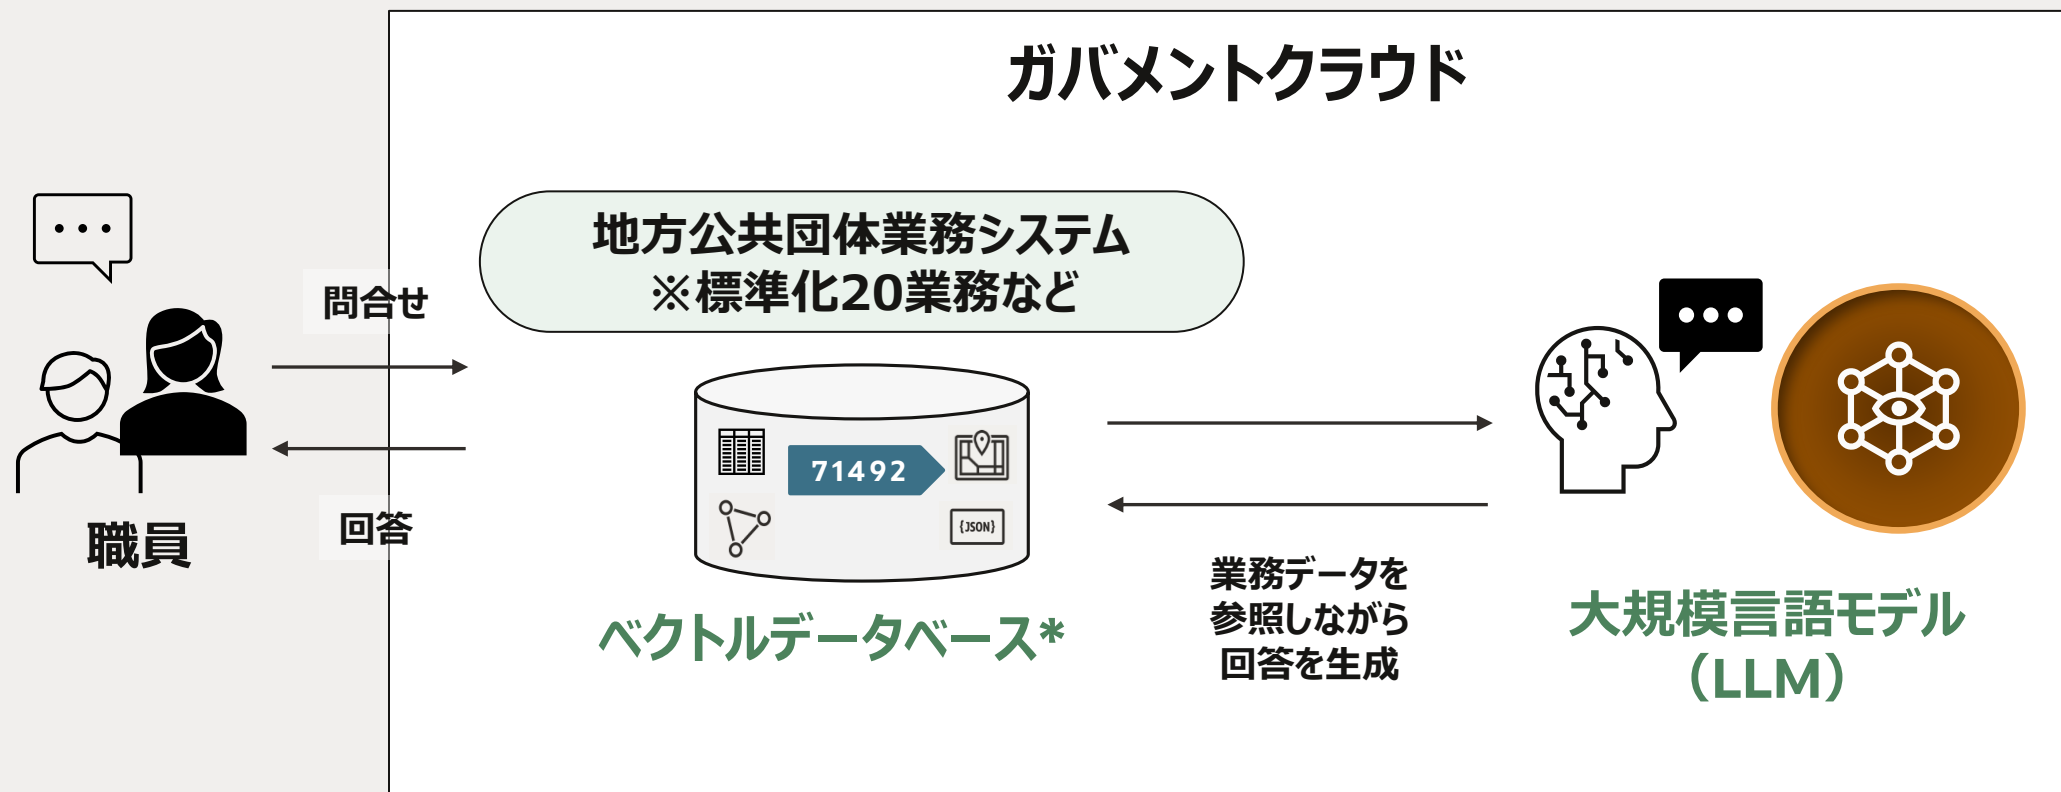 ガバメントクラウド
地方公共団体業務システム
※標準化20業務など
問合せ
回答
職員
71492
{JSON}
ベクトルデータベース*
業務データを
参照しながら
回答を生成
大規模言語モデル
（LLM）